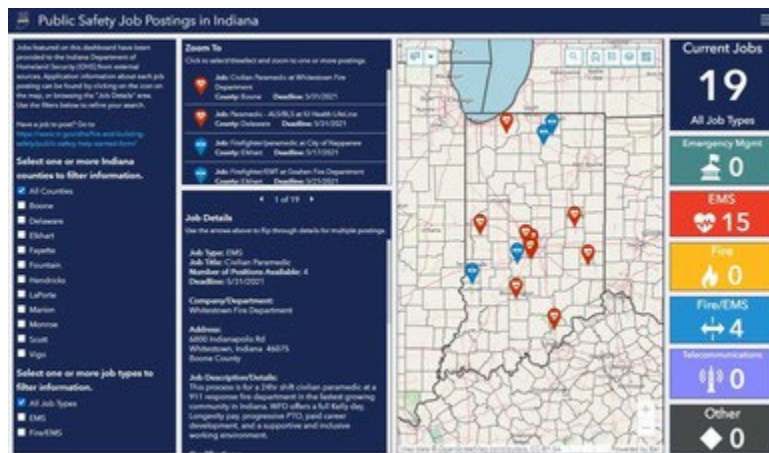 Public Safety Job Postings in Indiana
Jobs featured on this dashboard have been
provided to the Indiana Department of
Homeland Security (IDHS) from external
sources. Application information about each job
posting can be found by clicking on the icon on
the map, or browsing the "Job Details" area.
Use the filters below to refine your search.
Have a job to post? Go to
Select one or more Indiana
counties to filter information.
All Counties
Boone
Delaware
Elkhart
Fayette
Fountain
Hendricks
LaPorte
Marion
Monroe
Scott
Vigo
Select one or more job types to
filter information.
All Job Types
EMS
Fire/EMS
Zoom To
Click to select/deselect and zoom to one or more postings.
Job: Civilian Paramedic at Whitestown Fire
Department
County: Boone Deadline: 5/31/2021
Job: Paramedic - ALS/BLS at IU Health LifeLine
County: Delaware Deadline: 5/31/2021
Job: Firefighter/paramedic at City of Nappanee
County: Elkhart Deadline: 5/17/2021
Job: Firefighter/EMT at Goshen Fire Department
County: Elkhart Deadline: 5/21/2021
1 of 19
Job Details
Use the arrows above to flip through details for multiple postings.
Job Type: EMS
Job Title: Civilian Paramedic
Number of Positions Available: 4
Deadline: 5/31/2021
Company/Department:
Whitestown Fire Department
Address:
6800 Indianapolis Rd
Whitestown, Indiana 46075
Boone County
Job Description/Details:
This process is for a 24hr shift civilian paramedic at a
911 response fire department in the fastest growing
community in Indiana. WFD offers a full Kelly day,
Longevity pay, progressive PTO, paid career
development, and a supportive and inclusive
working environment.
Current Jobs
19
All Job Types
Emergency Mgmt
0
EMS
15
Fire
0
Fire/EMS
4
Telecommunications
0
Other
0
Powered by Esri